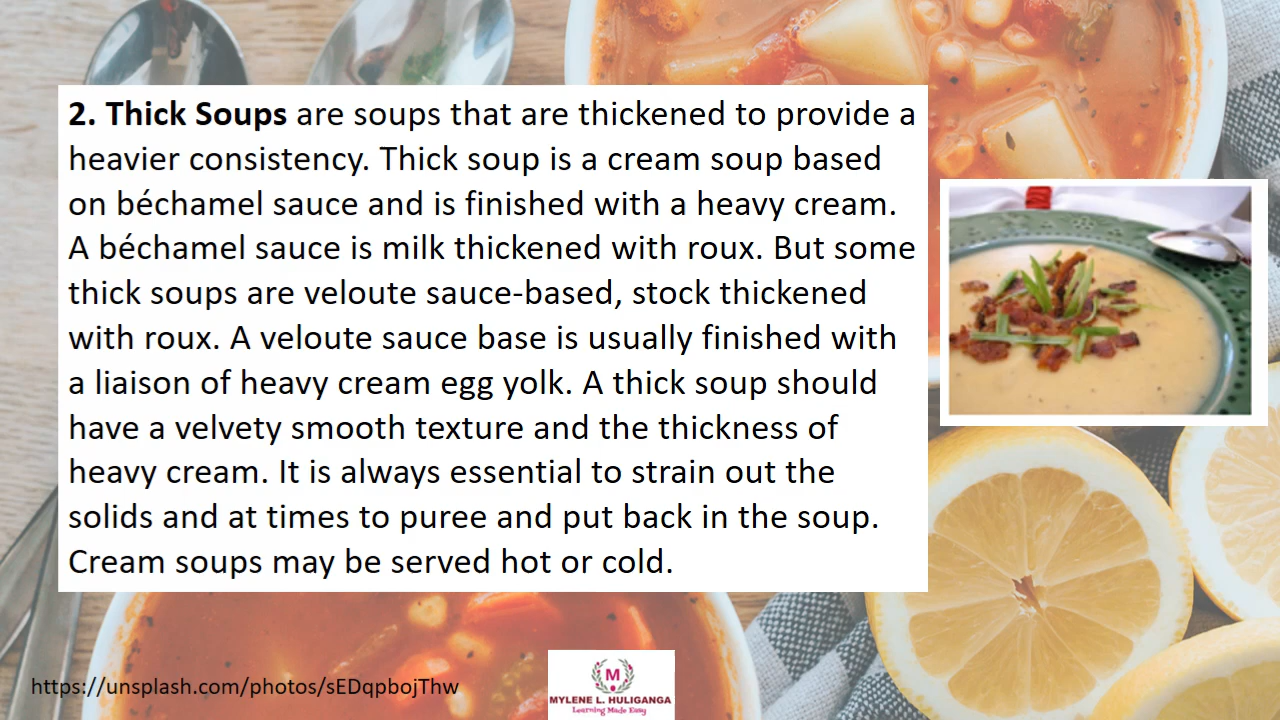 2. Thick Soups are soups that are thickened to provide a
heavier consistency. Thick soup is a cream soup based
on béchamel sauce and is finished with a heavy cream.
A béchamel sauce is milk thickened with roux. But some
thick soups are veloute sauce-based, stock thickened
with roux. A veloute sauce base is usually finished with
a liaison of heavy cream egg yolk. A thick soup should
have a velvety smooth texture and the thickness of
heavy cream. It is always essential to strain out the
solids and at times to puree and put back in the soup.
Cream soups may be served hot or cold.
https://unsplash.com/photos/sEDqpbojThw
M
MYLENE L. HULIGANGA
Learning Made Easy